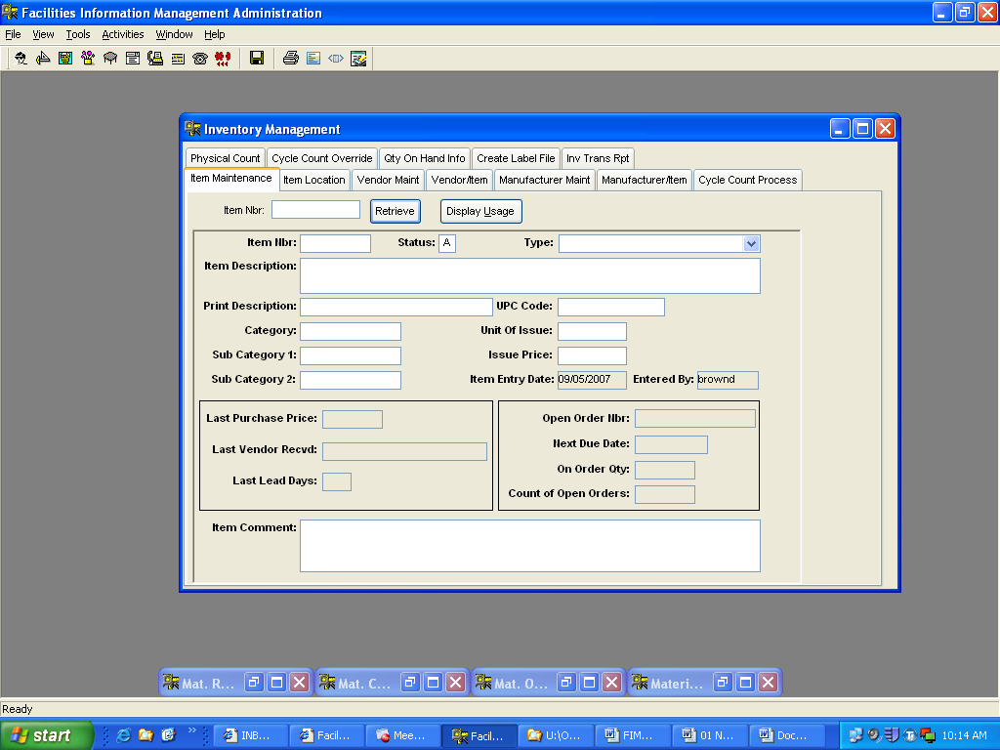 Facilities Information Management Administration
File View Tools Activities Window Help
Inventory Management
Physical Count Cycle Count Override Qty On Hand Info Create Label File Inv Trans Rpt
Item Maintenance Item Location Vendor Maint Vendor/Item Manufacturer Maint Manufacturer/Item Cycle Count Process
Item Nbr: Retrieve Display Usage
Item Nbr: Status: A Type:
Item Description:
Print Description: UPC Code:
Category: Unit Of Issue:
Sub Category 1: Issue Price:
Sub Category 2: Item Entry Date: 09/05/2007 Entered By: brownd
Last Purchase Price: Open Order Nbr:
Last Vendor Recvd: Next Due Date:
Last Lead Days: On Order Qty:
Count of Open Orders:
Item Comment:
Mat. R... Mat. C... Mat. O... Materi...
Ready
start » INB... Facil... Mee... Facil... U:\O... FIM... 01 N... Doc... 10:14 AM